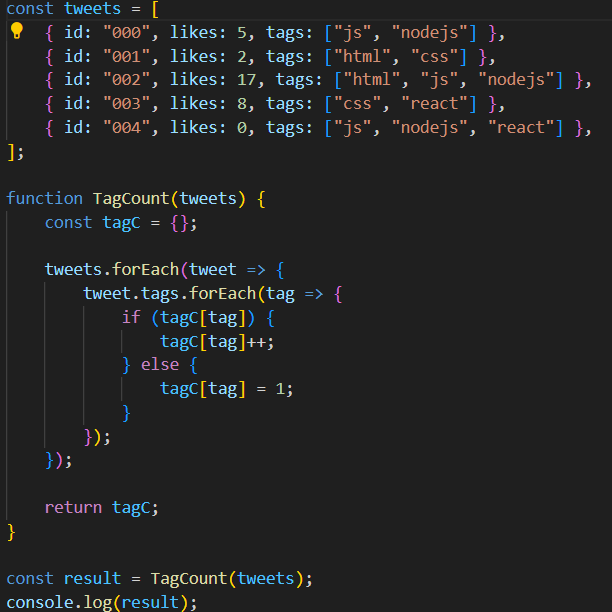 const tweets = [
    { id: "000", likes: 5, tags: ["js", "nodejs"] },
    { id: "001", likes: 2, tags: ["html", "css"] },
    { id: "002", likes: 17, tags: ["html", "js", "nodejs"] },
    { id: "003", likes: 8, tags: ["css", "react"] },
    { id: "004", likes: 0, tags: ["js", "nodejs", "react"] },
];
function TagCount(tweets) {
    const tagC = {};
    tweets.forEach(tweet => {
        tweet.tags.forEach(tag => {
            if (tagC[tag]) {
                tagC[tag]++;
            } else {
                tagC[tag] = 1;
            }
        });
    });
    return tagC;
}
const result = TagCount(tweets);
console.log(result);